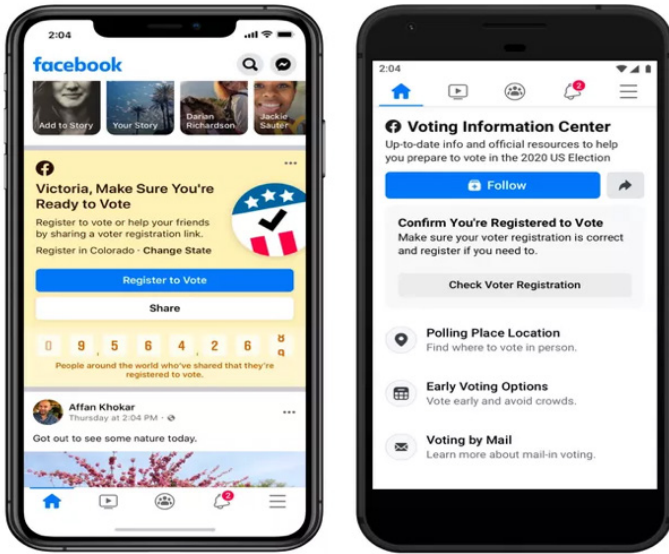 2:04
facebook
Add to Story
Your Story
Darian
Richardson
Jackie
Sauter
Victoria, Make Sure You're
Ready to Vote
Register to vote or help your friends
by sharing a voter registration link.
Register in Colorado · Change State
Register to Vote
Share
0 9,564,26
People around the world who've shared that they're
registered to vote.
Affan Khokar
Thursday at 2:04 PM ·
Got out to see some nature today.
2
2:04
2
Voting Information Center
Up-to-date info and official resources to help
you prepare to vote in the 2020 US Election
Follow
Confirm You're Registered to Vote
Make sure your voter registration is correct
and register if you need to.
Check Voter Registration
Polling Place Location
Find where to vote in person.
Early Voting Options
Vote early and avoid crowds.
Voting by Mail
Learn more about mail-in voting.